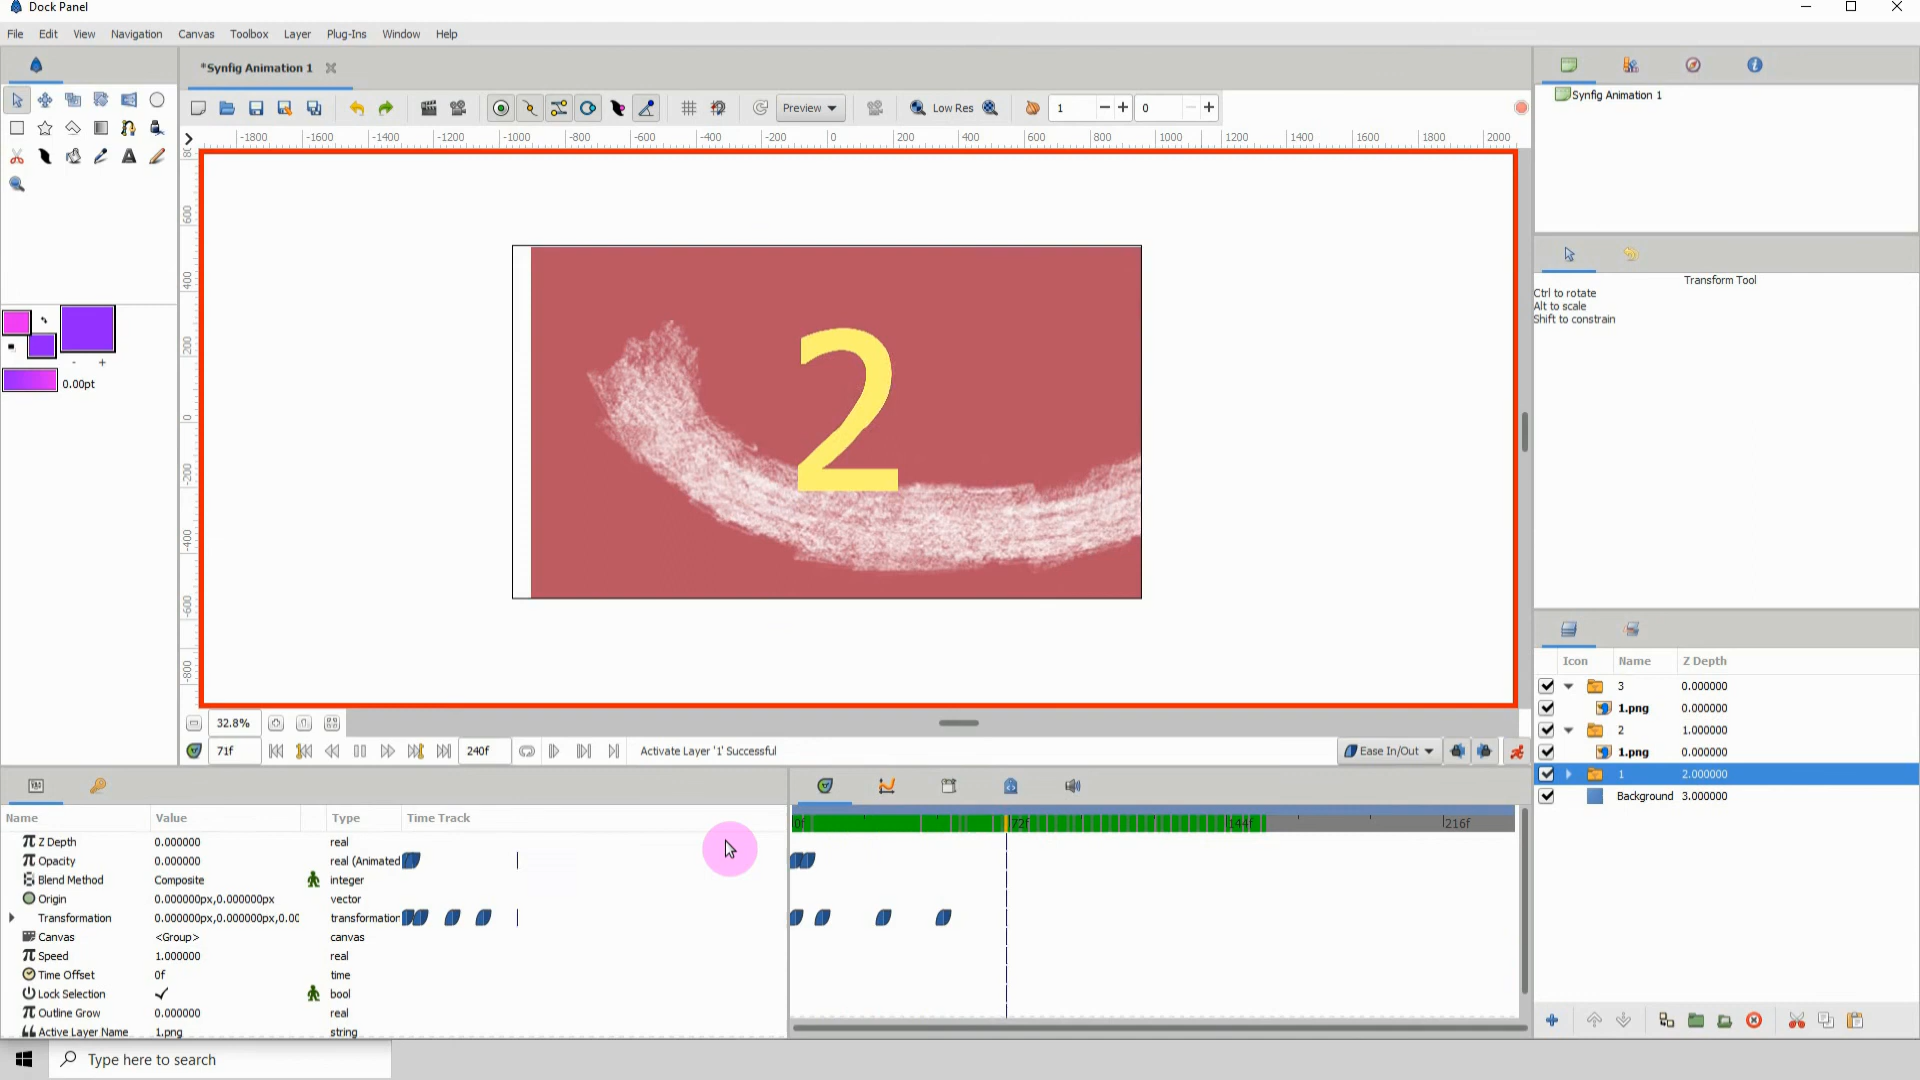 Dock Panel
File Edit View Navigation Canvas Toolbox Layer Plug-Ins Window Help
*Synfig Animation 1
Preview Low Res 1 0
-1800 -1600 -1400 -1200 -1000 -800 -600 -400 -200 0 200 400 600 800 1000 1200 1400 1600 1800 2000
600
400
200
0
-200
-400
-600
-800
2
0.00pt
32.8%
71f 240f Activate Layer '1' Successful Ease In/Out
Name Value Type Time Track
Z Depth 0.000000 real
Opacity 0.000000 real (Animated
Blend Method Composite integer
Origin 0.000000px,0.000000px vector
Transformation 0.000000px,0.000000px,0.00 transformation
Canvas <Group> canvas
Speed 1.000000 real
Time Offset 0f time
Lock Selection bool
Outline Grow 0.000000 real
Active Layer Name 1.png string
0f 72f 144f 216f
Synfig Animation 1
Transform Tool
Ctrl to rotate
Alt to scale
Shift to constrain
Icon Name Z Depth
3 0.000000
1.png 0.000000
2 1.000000
1.png 0.000000
1 2.000000
Background 3.000000
Type here to search